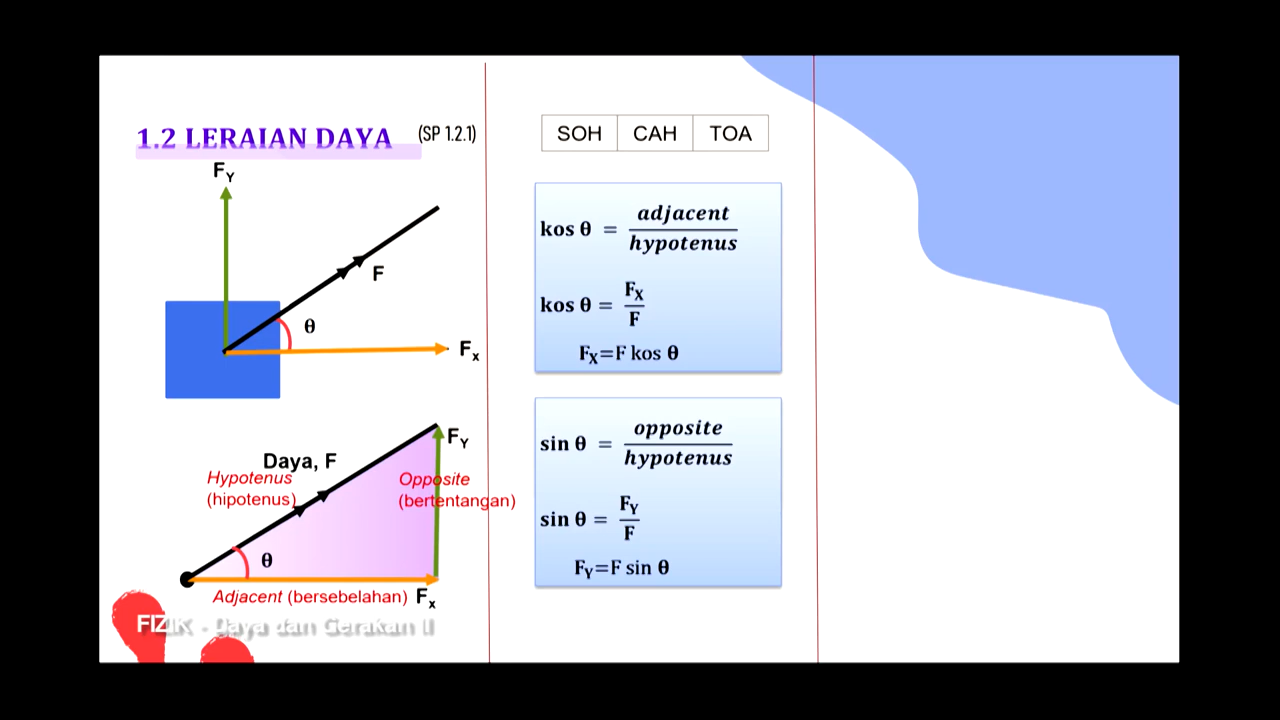 1.2 LERAIAN DAYA (SP 1.2.1)
F_Y
F
θ
F_x
Daya, F
F_Y
Hypotenus
(hipotenus)
Opposite
(bertentangan)
θ
Adjacent (bersebelahan) F_x
FIZIK - Daya dan Gerakan II
SOH CAH TOA
kos θ = adjacent / hypotenus
kos θ = F_X / F
F_X=F kos θ
sin θ = opposite / hypotenus
sin θ = F_Y / F
F_Y=F sin θ